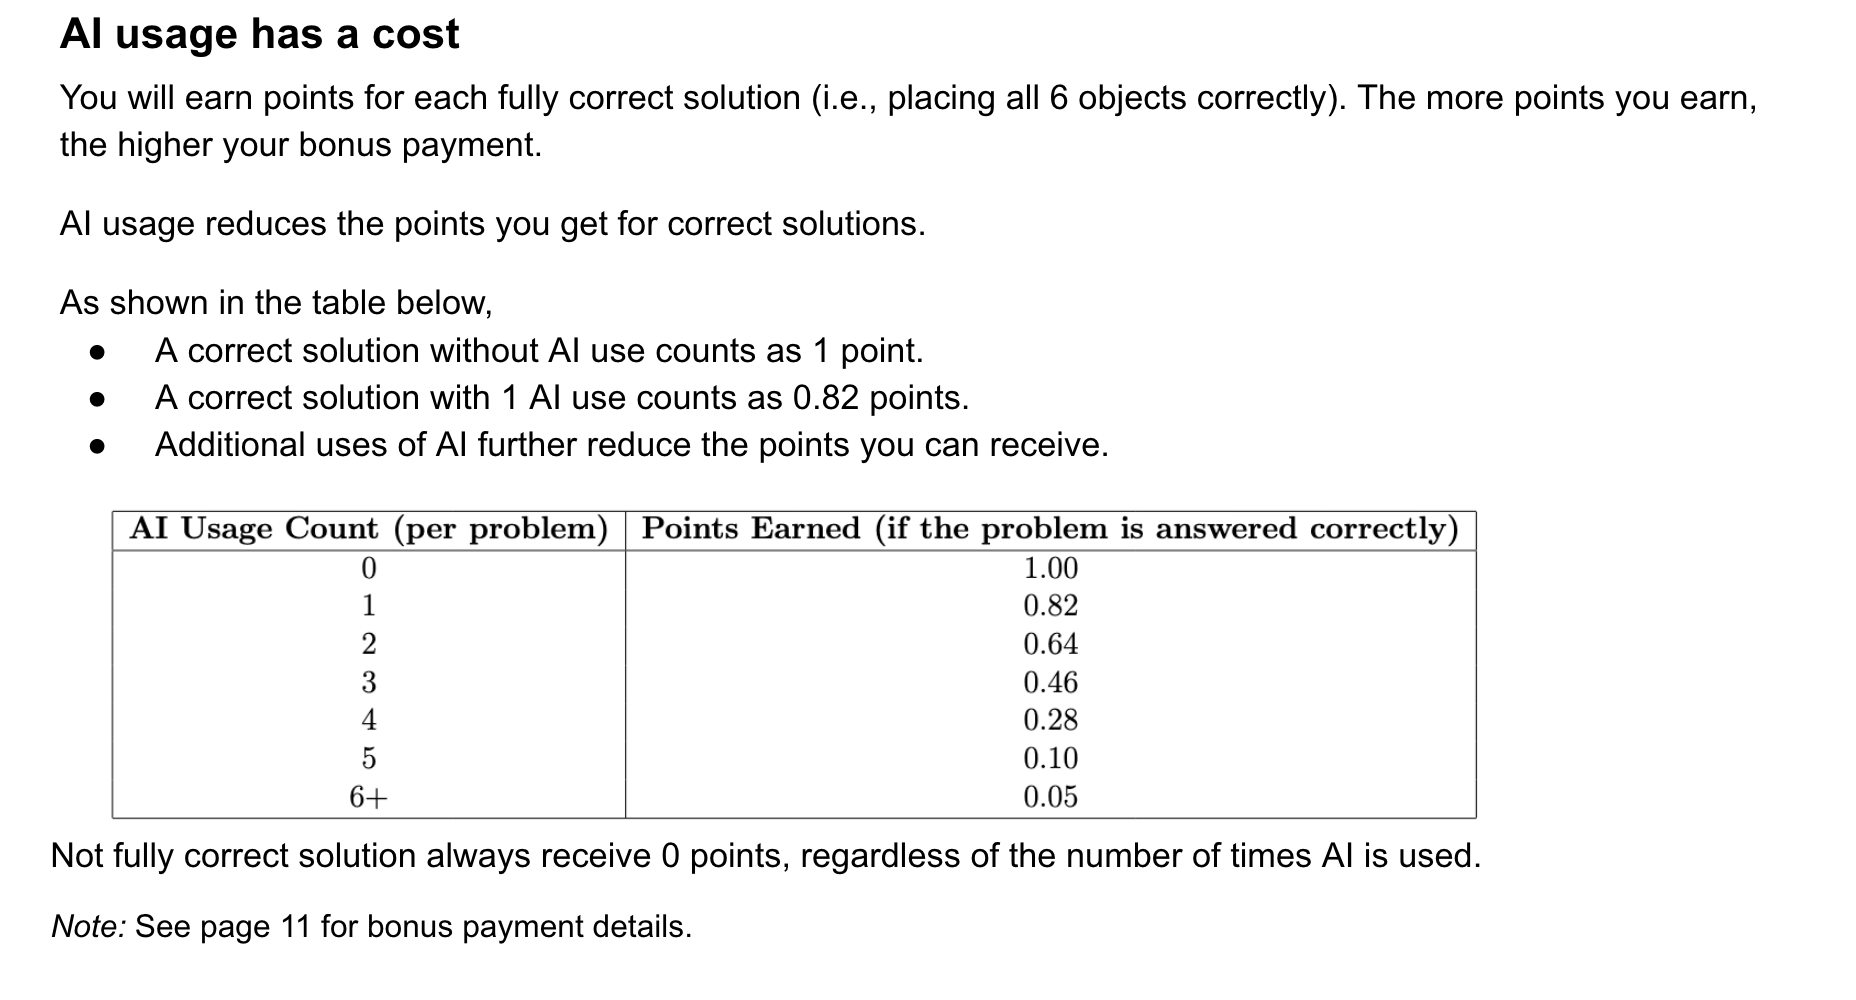 AI usage has a cost
You will earn points for each fully correct solution (i.e., placing all 6 objects correctly). The more points you earn,
the higher your bonus payment.
AI usage reduces the points you get for correct solutions.
As shown in the table below,
● A correct solution without AI use counts as 1 point.
● A correct solution with 1 AI use counts as 0.82 points.
● Additional uses of AI further reduce the points you can receive.
AI Usage Count (per problem) Points Earned (if the problem is answered correctly)
0 1.00
1 0.82
2 0.64
3 0.46
4 0.28
5 0.10
6+ 0.05
Not fully correct solution always receive 0 points, regardless of the number of times AI is used.
Note: See page 11 for bonus payment details.